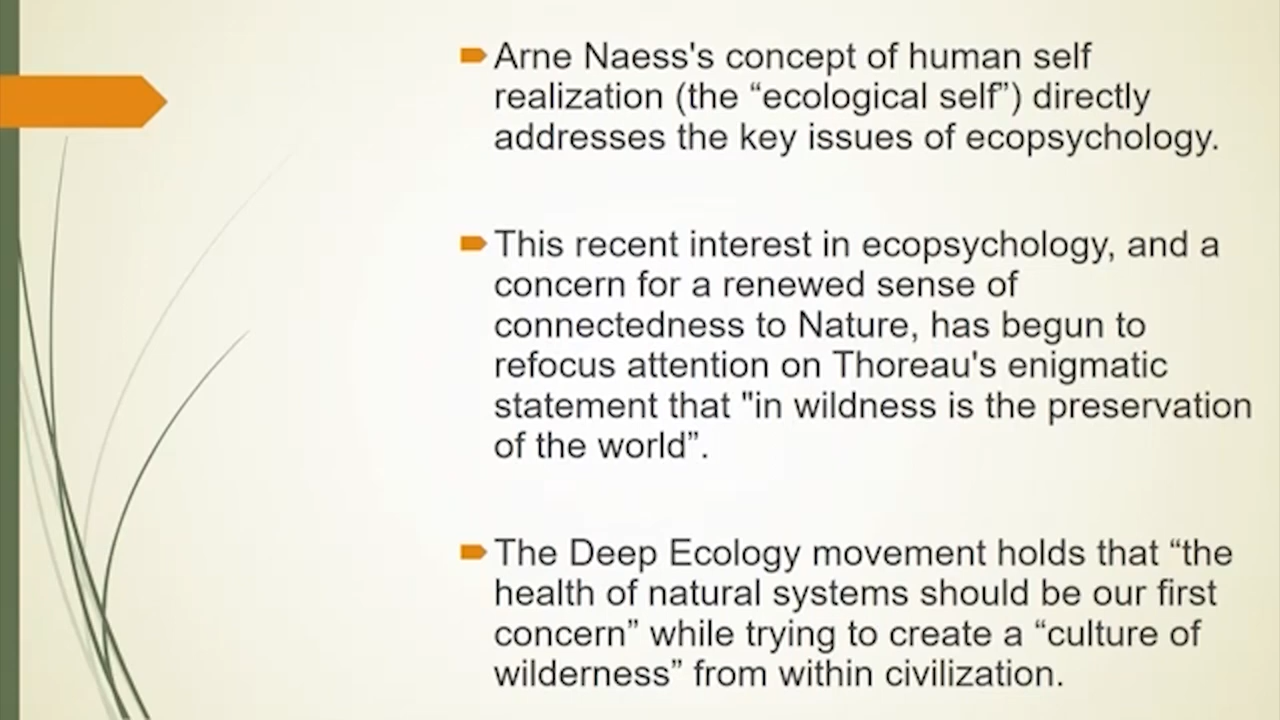 Arne Naess's concept of human self
realization (the “ecological self”) directly
addresses the key issues of ecopsychology.
This recent interest in ecopsychology, and a
concern for a renewed sense of
connectedness to Nature, has begun to
refocus attention on Thoreau's enigmatic
statement that "in wildness is the preservation
of the world”.
The Deep Ecology movement holds that “the
health of natural systems should be our first
concern” while trying to create a “culture of
wilderness” from within civilization.